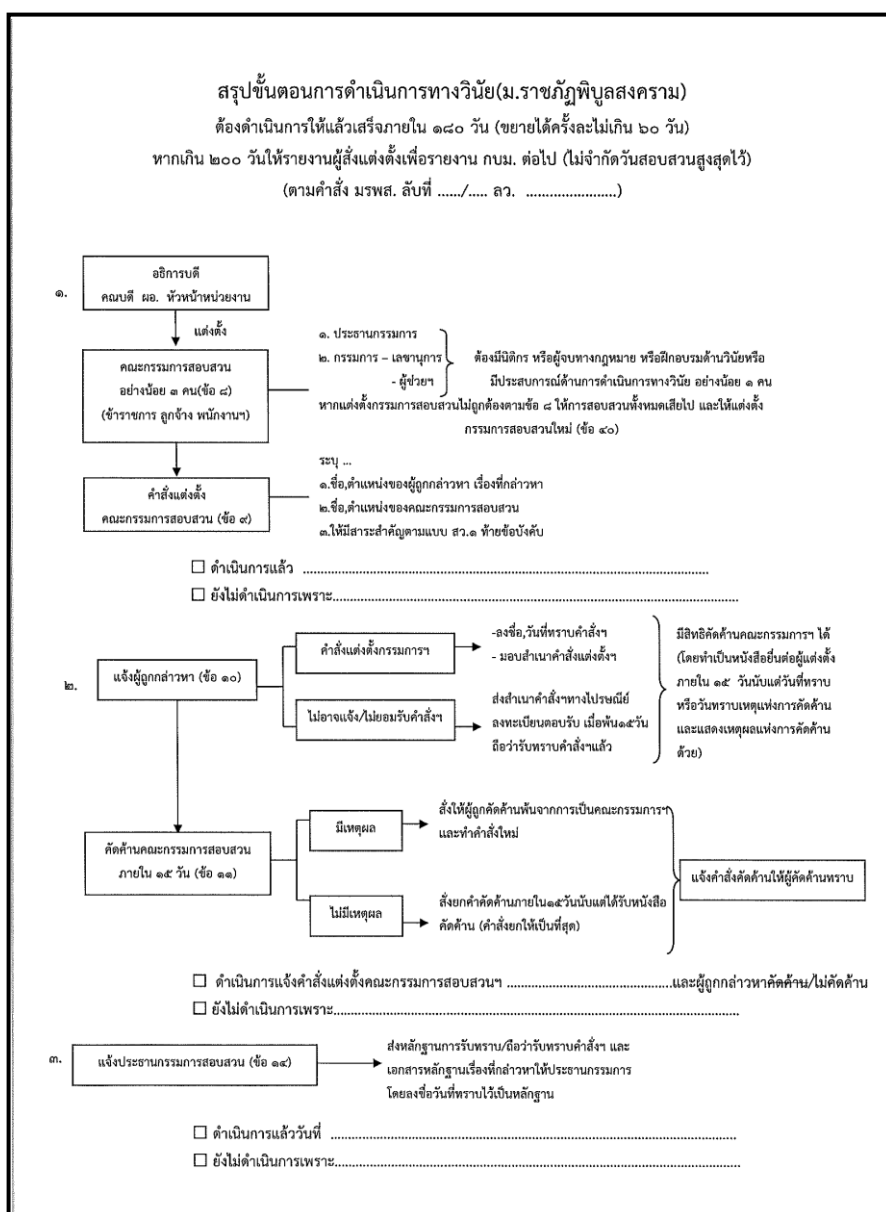 สรุปขั้นตอนการดำเนินการทางวินัย(ม.ราชภัฏพิบูลสงคราม)
ต้องดำเนินการให้แล้วเสร็จภายใน ๑๘๐ วัน (ขยายได้ครั้งละไม่เกิน ๖๐ วัน)
หากเกิน ๒๐๐ วันให้รายงานผู้สั่งแต่งตั้งเพื่อรายงาน กบม. ต่อไป (ไม่จำกัดวันสอบสวนสูงสุดไว้)
(ตามคำสั่ง มรพส. ลับที่ ....../..... ลว. .......................)
๑.
อธิการบดี
คณบดี ผอ. หัวหน้าหน่วยงาน
แต่งตั้ง
คณะกรรมการสอบสวน
อย่างน้อย ๓ คน(ข้อ ๘)
(ข้าราชการ ลูกจ้าง พนักงานฯ)
๑. ประธานกรรมการ
๒. กรรมการ – เลขานุการ
- ผู้ช่วยฯ
ต้องมีนิติกร หรือผู้จบทางกฎหมาย หรือฝึกอบรมด้านวินัยหรือ
มีประสบการณ์ด้านการดำเนินการทางวินัย อย่างน้อย ๑ คน
หากแต่งตั้งกรรมการสอบสวนไม่ถูกต้องตามข้อ ๘ ให้การสอบสวนทั้งหมดเสียไป และให้แต่งตั้ง
กรรมการสอบสวนใหม่ (ข้อ ๔๐)
คำสั่งแต่งตั้ง
คณะกรรมการสอบสวน (ข้อ ๙)
ระบุ ...
๑.ชื่อ,ตำแหน่งของผู้ถูกกล่าวหา เรื่องที่กล่าวหา
๒.ชื่อ,ตำแหน่งของคณะกรรมการสอบสวน
๓.ให้มีสาระสำคัญตามแบบ สว.๑ ท้ายข้อบังคับ
☐ ดำเนินการแล้ว ....................................................................................................
☐ ยังไม่ดำเนินการเพราะ....................................................................................................
๒.
แจ้งผู้ถูกกล่าวหา (ข้อ ๑๐)
คำสั่งแต่งตั้งกรรมการฯ
-ลงชื่อ,วันที่ทราบคำสั่งฯ
- มอบสำเนาคำสั่งแต่งตั้งฯ
ไม่อาจแจ้ง/ไม่ยอมรับคำสั่งฯ
ส่งสำเนาคำสั่งฯทางไปรษณีย์
ลงทะเบียนตอบรับ เมื่อพ้น๑๕วัน
ถือว่ารับทราบคำสั่งฯแล้ว
มีสิทธิคัดค้านคณะกรรมการฯ ได้
(โดยทำเป็นหนังสือยื่นต่อผู้แต่งตั้ง
ภายใน ๑๕ วันนับแต่วันที่ทราบ
หรือวันทราบเหตุแห่งการคัดค้าน
และแสดงเหตุผลแห่งการคัดค้าน
ด้วย)
คัดค้านคณะกรรมการสอบสวน
ภายใน ๑๕ วัน (ข้อ ๑๑)
มีเหตุผล
สั่งให้ผู้ถูกคัดค้านพ้นจากการเป็นคณะกรรมการฯ
และทำคำสั่งใหม่
ไม่มีเหตุผล
สั่งยกคำคัดค้านภายใน๑๕วันนับแต่ได้รับหนังสือ
คัดค้าน (คำสั่งยกให้เป็นที่สุด)
แจ้งคำสั่งคัดค้านให้ผู้คัดค้านทราบ
☐ ดำเนินการแจ้งคำสั่งแต่งตั้งคณะกรรมการสอบสวนฯ .........................................และผู้ถูกกล่าวหาคัดค้าน/ไม่คัดค้าน
☐ ยังไม่ดำเนินการเพราะ....................................................................................................
๓.
แจ้งประธานกรรมการสอบสวน (ข้อ ๑๔)
ส่งหลักฐานการรับทราบ/ถือว่ารับทราบคำสั่งฯ และ
เอกสารหลักฐานเรื่องที่กล่าวหาให้ประธานกรรมการ
โดยลงชื่อวันที่ทราบไว้เป็นหลักฐาน
☐ ดำเนินการแล้ววันที่ ....................................................................................................
☐ ยังไม่ดำเนินการเพราะ....................................................................................................